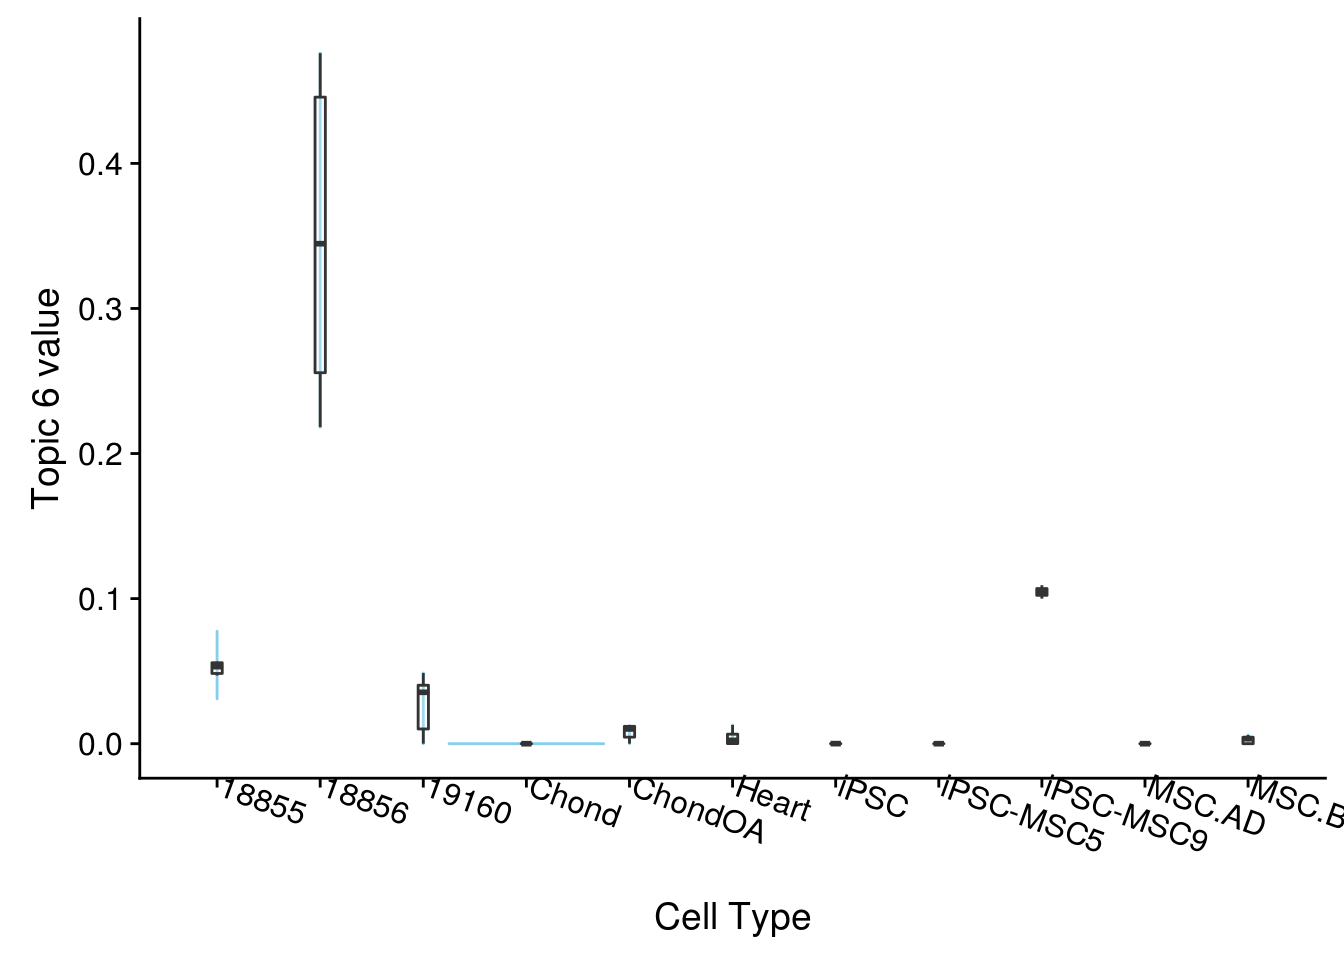 Topic 6 value
0.4
0.3
0.2
0.1
0.0
18855
18856
19160
Chond
ChondOA
Heart
iPSC
iPSC-MSC5
iPSC-MSC9
MSC.AD
MSC.B
Cell Type